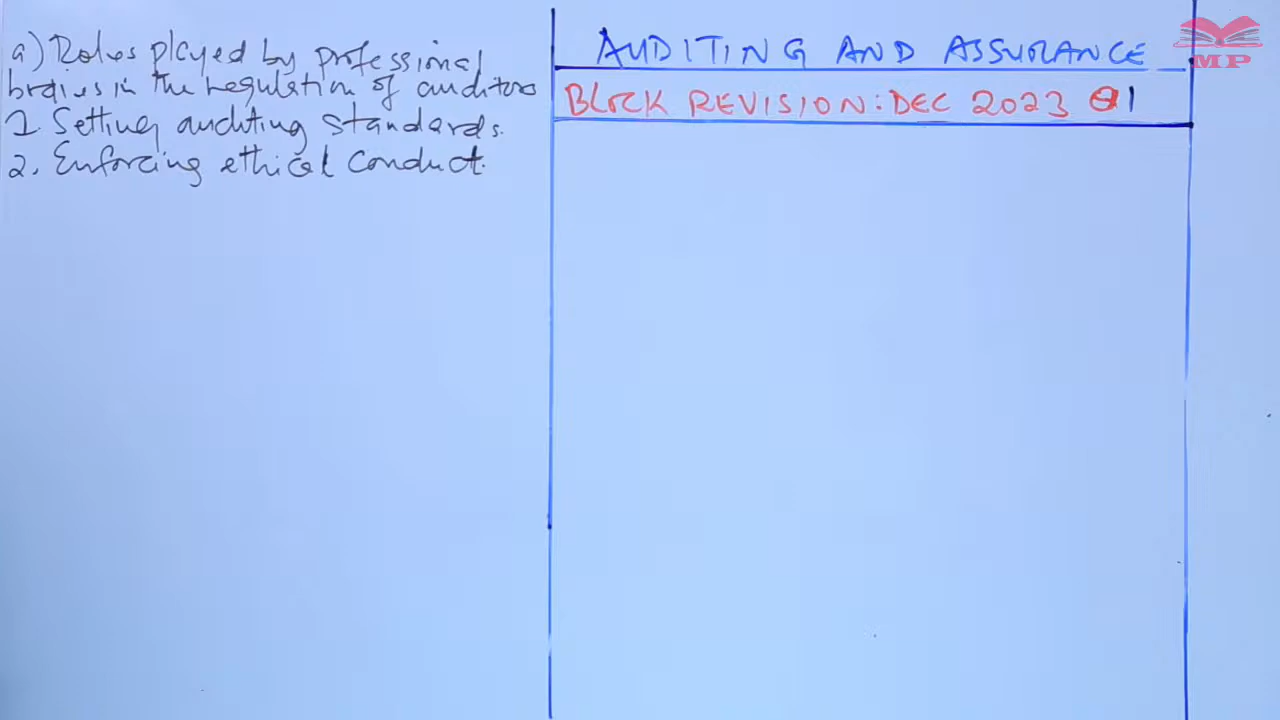 a) Roles played by professional
bodies in the regulation of auditors
1. Setting auditing standards.
2. Enforcing ethical conduct.
AUDITING AND ASSURANCE
BLOCK REVISION: DEC 2023 Q1
MP